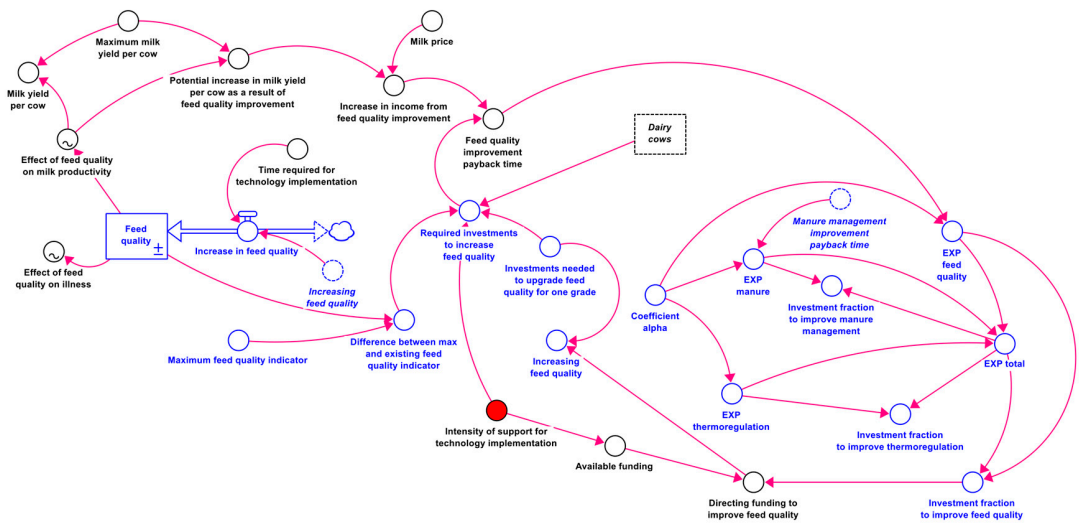 Maximum milk
yield per cow
Milk price
Milk yield
per cow
Potential increase in milk yield
per cow as a result of
feed quality improvement
Increase in income from
feed quality improvement
Feed quality
improvement
payback time
Dairy
cows
Effect of feed quality
on milk productivity
Time required for
technology implementation
Feed
quality
±
Increase in feed quality
Effect of feed
quality on illness
Increasing
feed quality
Required investments
to increase
feed quality
Investments needed
to upgrade feed
quality for one grade
Manure management
improvement
payback time
EXP
feed quality
EXP
manure
Investment fraction
to improve manure
management
Coefficient
alpha
Maximum feed quality indicator
Difference between max
and existing feed
quality indicator
Increasing
feed quality
EXP total
EXP
thermoregulation
Investment fraction
to improve thermoregulation
Intensity of support for
technology implementation
Available funding
Directing funding to
improve feed quality
Investment fraction
to improve feed quality